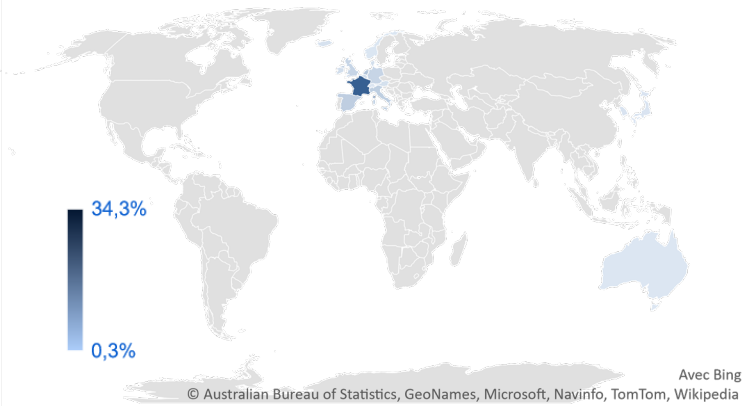 34,3%
0,3%
Avec Bing
© Australian Bureau of Statistics, GeoNames, Microsoft, Navinfo, TomTom, Wikipedia